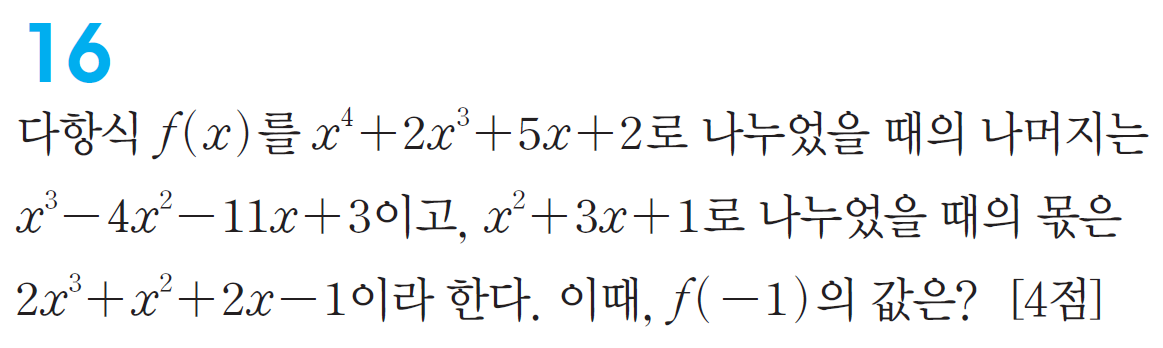 16
다항식 f(x)를 x⁴+2x³+5x+2로 나누었을 때의 나머지는
x³-4x²-11x+3이고, x²+3x+1로 나누었을 때의 몫은
2x³+x²+2x-1이라 한다. 이때, f(-1)의 값은? [4점]